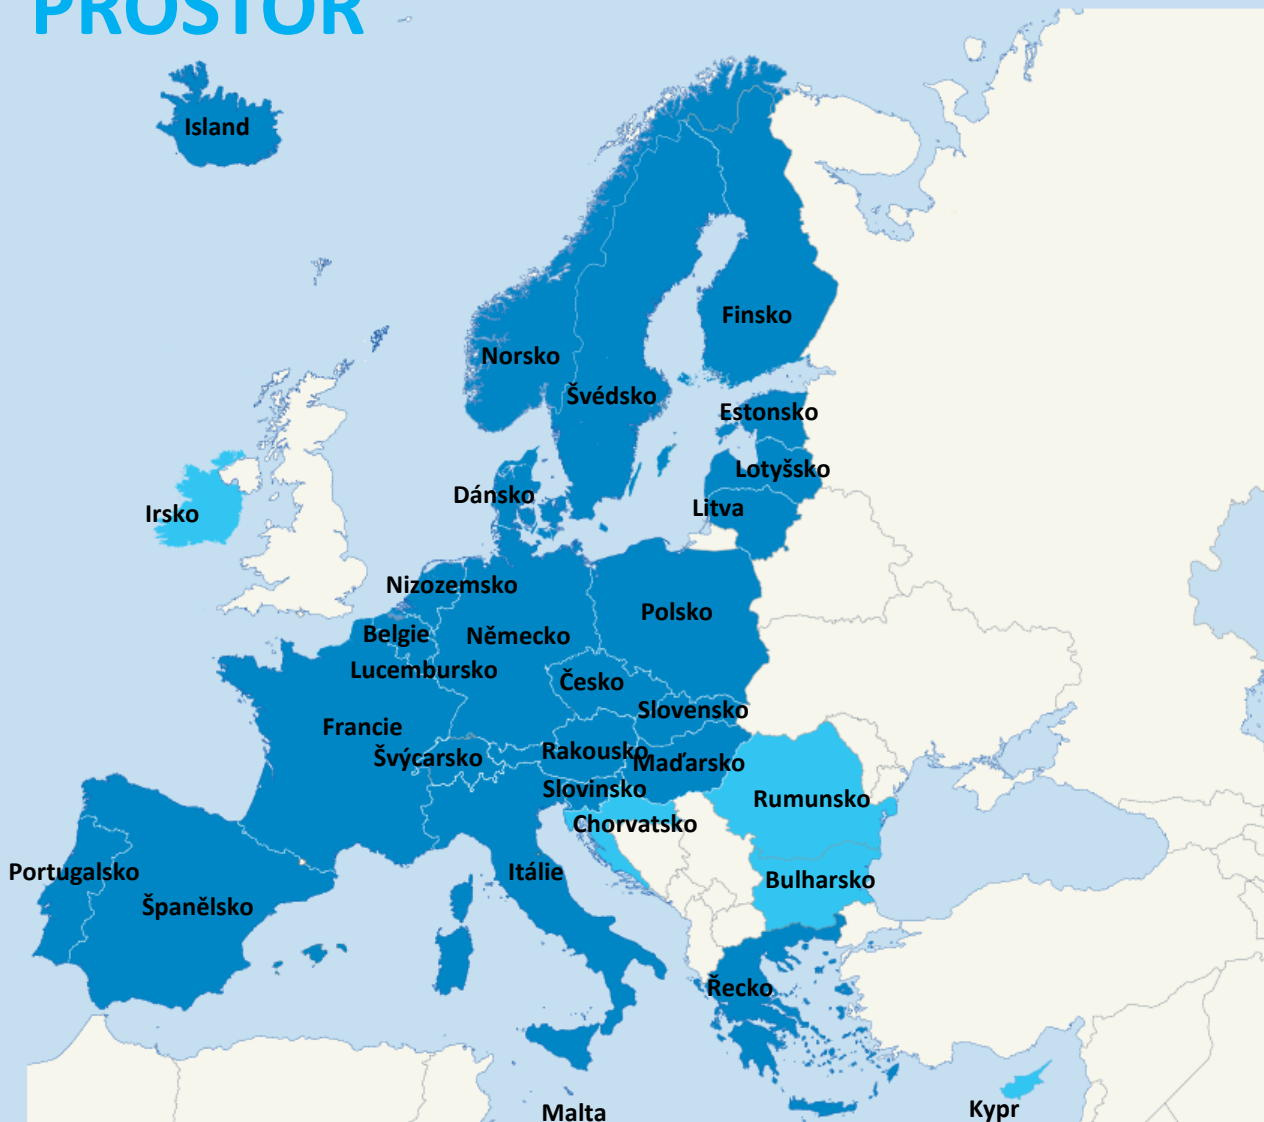 PROSTOR
Island
Finsko
Norsko
Švédsko
Estonsko
Lotyšsko
Dánsko
Litva
Irsko
Nizozemsko
Polsko
Belgie
Německo
Lucembursko
Česko
Slovensko
Francie
Rakousko
Švýcarsko
Maďarsko
Slovinsko
Rumunsko
Chorvatsko
Portugalsko
Itálie
Bulharsko
Španělsko
Řecko
Malta
Kypr